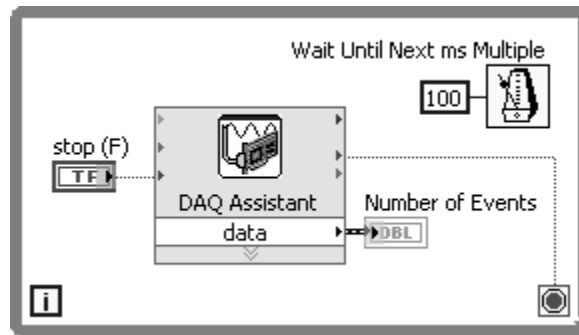 Wait Until Next ms Multiple
100
stop (F)
TF
DAQ Assistant
data
Number of Events
DBL
i